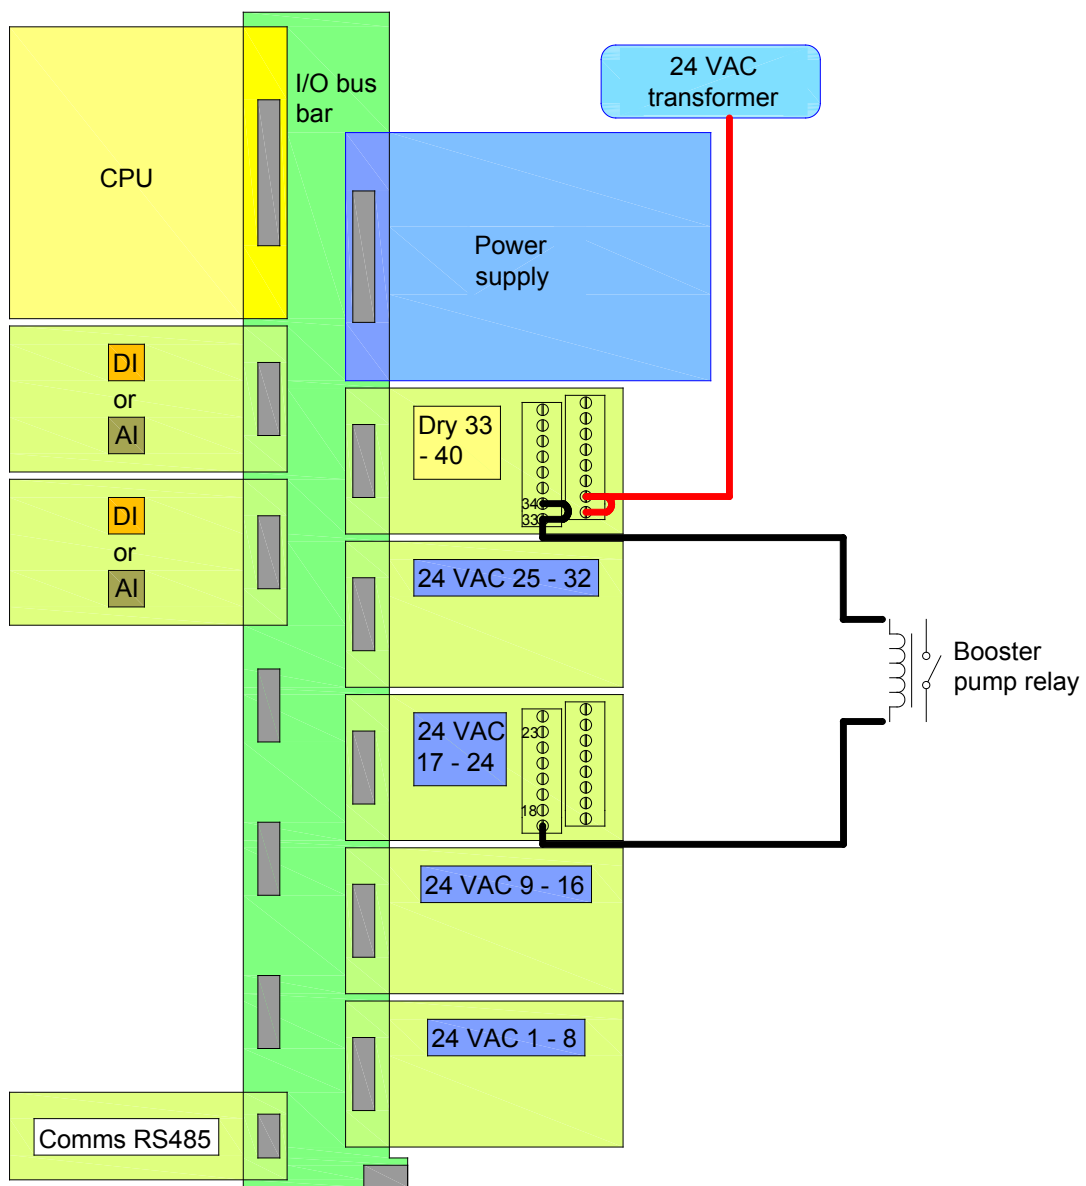 24 VAC
transformer
I/O bus
bar
CPU
Power
supply
DI
or
AI
Dry 33
- 40
34
33
DI
or
AI
24 VAC 25 - 32
Booster
pump relay
24 VAC
17 - 24
23
18
24 VAC 9 - 16
24 VAC 1 - 8
Comms RS485